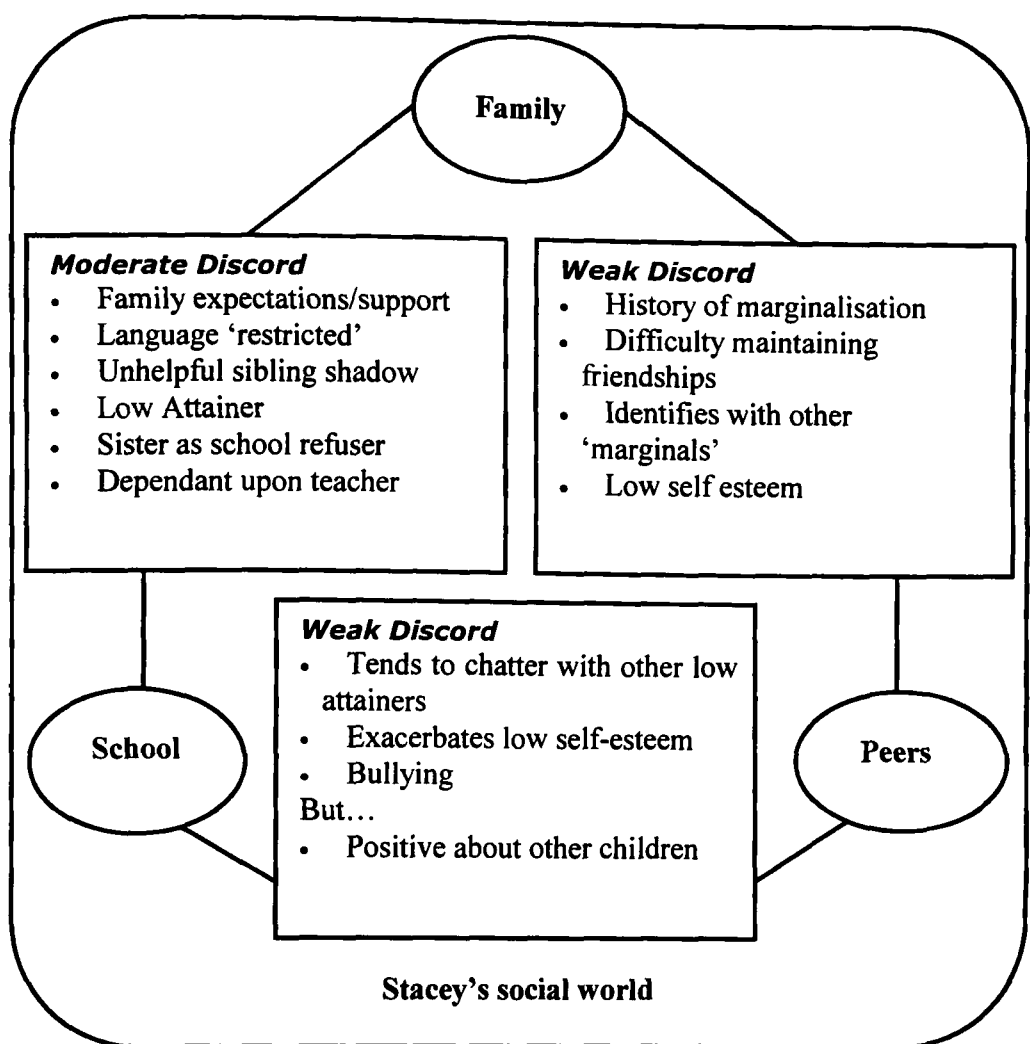 Family
Moderate Discord
• Family expectations/support
• Language ‘restricted’
• Unhelpful sibling shadow
• Low Attainer
• Sister as school refuser
• Dependant upon teacher
Weak Discord
• History of marginalisation
• Difficulty maintaining
friendships
• Identifies with other
‘marginals’
• Low self esteem
Weak Discord
• Tends to chatter with other low
attainers
• Exacerbates low self-esteem
• Bullying
But…
• Positive about other children
School
Peers
Stacey’s social world